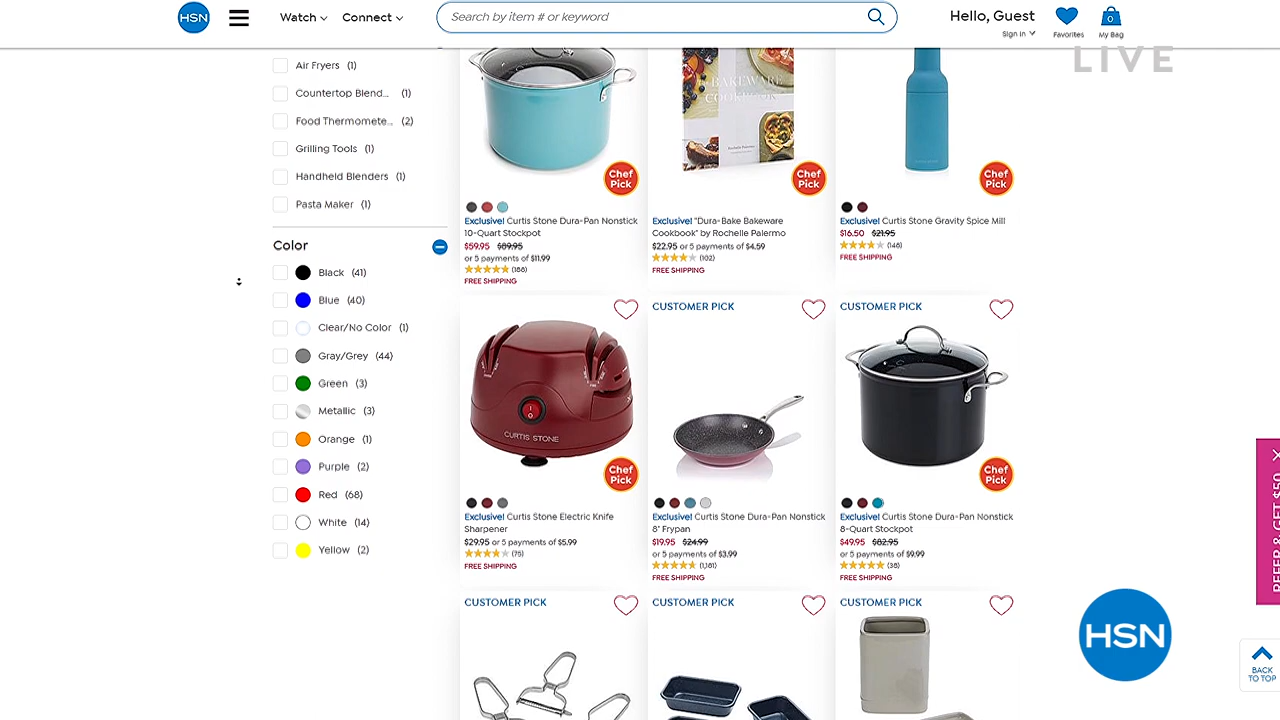 HSN
Watch
Connect
Search by item # or keyword
Hello, Guest
Sign in
Favorites
0
My Bag
LIVE
Air Fryers (1)
Countertop Blend... (1)
Food Thermomete... (2)
Grilling Tools (1)
Handheld Blenders (1)
Pasta Maker (1)
Color
Black (41)
Blue (40)
Clear/No Color (1)
Gray/Grey (44)
Green (3)
Metallic (3)
Orange (1)
Purple (2)
Red (68)
White (14)
Yellow (2)
Chef
Pick
Exclusive! Curtis Stone Dura-Pan Nonstick
10-Quart Stockpot
$59.95 $89.95
or 5 payments of $11.99
(188)
FREE SHIPPING
BAKEWARE
COOKBOOK
Rochelle Palermo
Chef
Pick
Exclusive! "Dura-Bake Bakeware
Cookbook" by Rochelle Palermo
$22.95 or 5 payments of $4.59
(102)
FREE SHIPPING
Chef
Pick
Exclusive! Curtis Stone Gravity Spice Mill
$16.50 $21.95
(146)
FREE SHIPPING
CURTIS STONE
Chef
Pick
Exclusive! Curtis Stone Electric Knife
Sharpener
$29.95 or 5 payments of $5.99
(75)
FREE SHIPPING
CUSTOMER PICK
Exclusive! Curtis Stone Dura-Pan Nonstick
8" Frypan
$19.95 $24.99
or 5 payments of $3.99
(1,181)
FREE SHIPPING
CUSTOMER PICK
Chef
Pick
Exclusive! Curtis Stone Dura-Pan Nonstick
8-Quart Stockpot
$49.95 $82.95
or 5 payments of $9.99
(38)
FREE SHIPPING
CUSTOMER PICK
CUSTOMER PICK
CUSTOMER PICK
REFER & GET $50
HSN
BACK
TO TOP